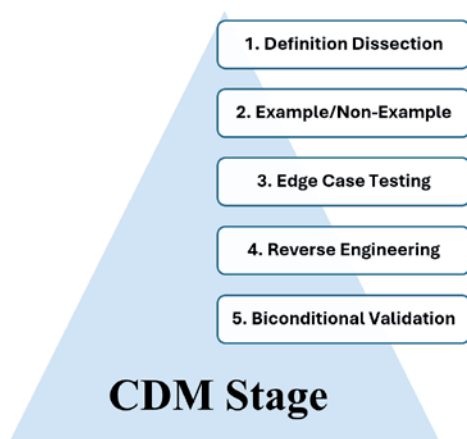 1. Definition Dissection
2. Example/Non-Example
3. Edge Case Testing
4. Reverse Engineering
5. Biconditional Validation
CDM Stage